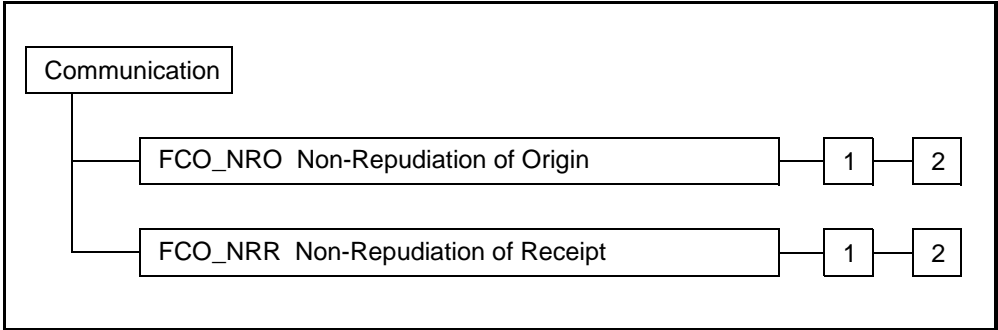 Communication
FCO_NRO Non-Repudiation of Origin 1 2
FCO_NRR Non-Repudiation of Receipt 1 2